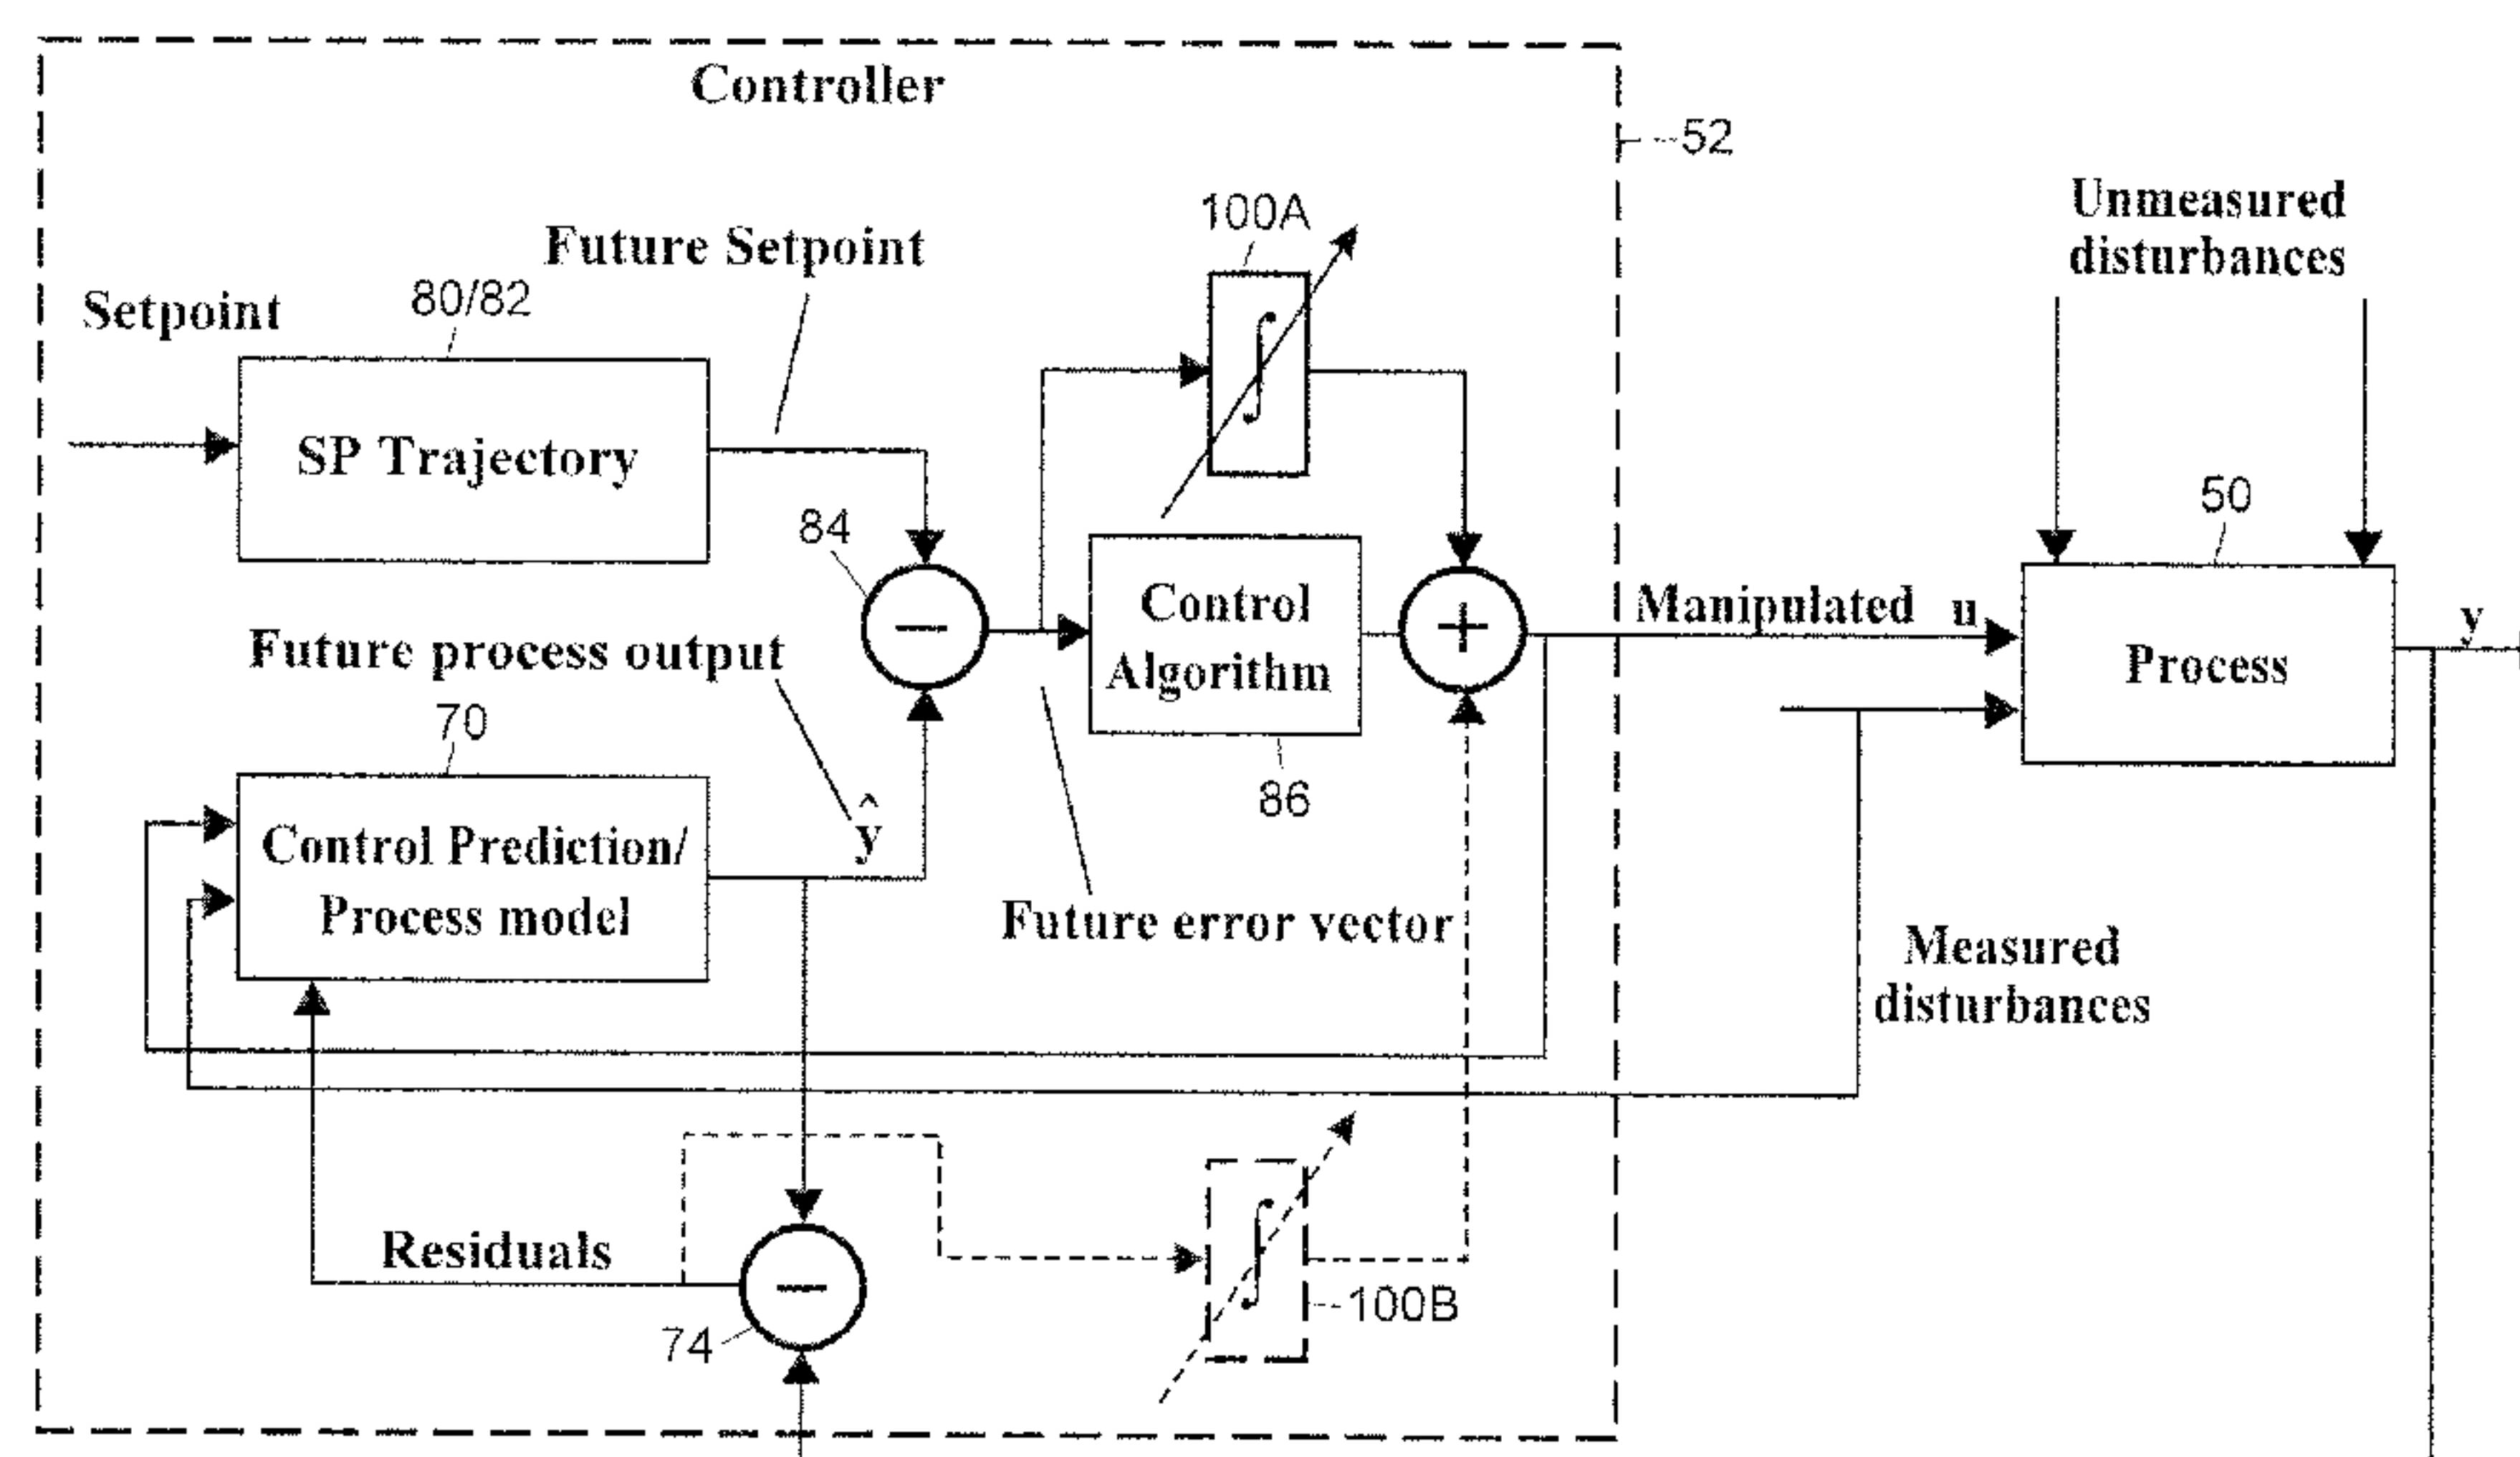 Controller
52
100A
Unmeasured
disturbances
Future Setpoint
Setpoint
80/82
SP Trajectory
∫
84
50
Control
Algorithm
+
Manipulated u
y
Process
−
Future process output
70
86
Control Prediction/
Process model
ŷ
Future error vector
Measured
disturbances
Residuals
−
∫
74
100B